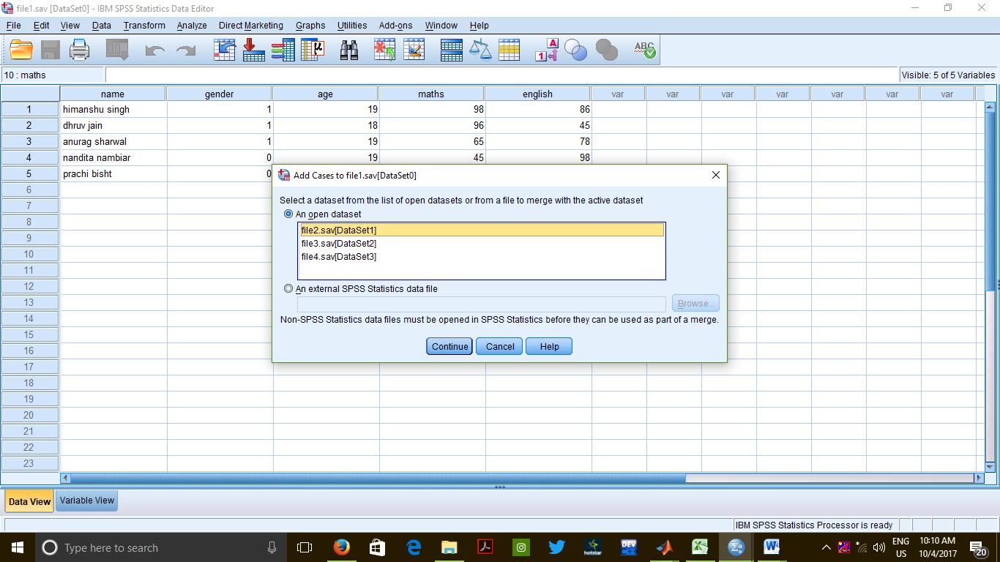 file1.sav [DataSet0] - IBM SPSS Statistics Data Editor
File Edit View Data Transform Analyze Direct Marketing Graphs Utilities Add-ons Window Help
10 : maths
Visible: 5 of 5 Variables
name gender age maths english var var var var var var var
1 himanshu singh 1 19 98 86
2 dhruv jain 1 18 96 45
3 anurag sharwal 1 19 65 78
4 nandita nambiar 0 19 45 98
5 prachi bisht 0
6
7
8
9
10
11
12
13
14
15
16
17
18
19
20
21
22
23
Add Cases to file1.sav[DataSet0]
Select a dataset from the list of open datasets or from a file to merge with the active dataset
An open dataset
file2.sav[DataSet1]
file3.sav[DataSet2]
file4.sav[DataSet3]
An external SPSS Statistics data file
Browse...
Non-SPSS Statistics data files must be opened in SPSS Statistics before they can be used as part of a merge.
Continue Cancel Help
Data View Variable View
IBM SPSS Statistics Processor is ready
Type here to search
hotstar
DEV
ENG
US
10:10 AM
10/4/2017
20